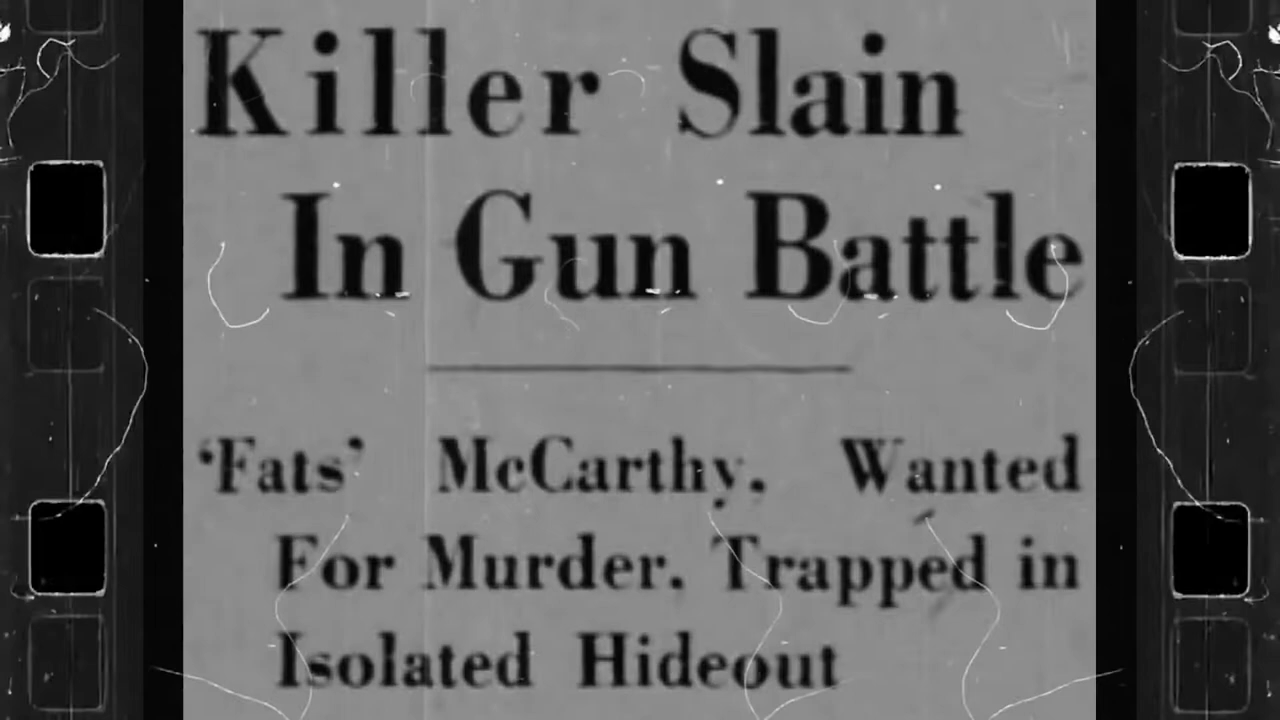 Killer Slain
In Gun Battle
'Fats' McCarthy, Wanted
For Murder, Trapped in
Isolated Hideout